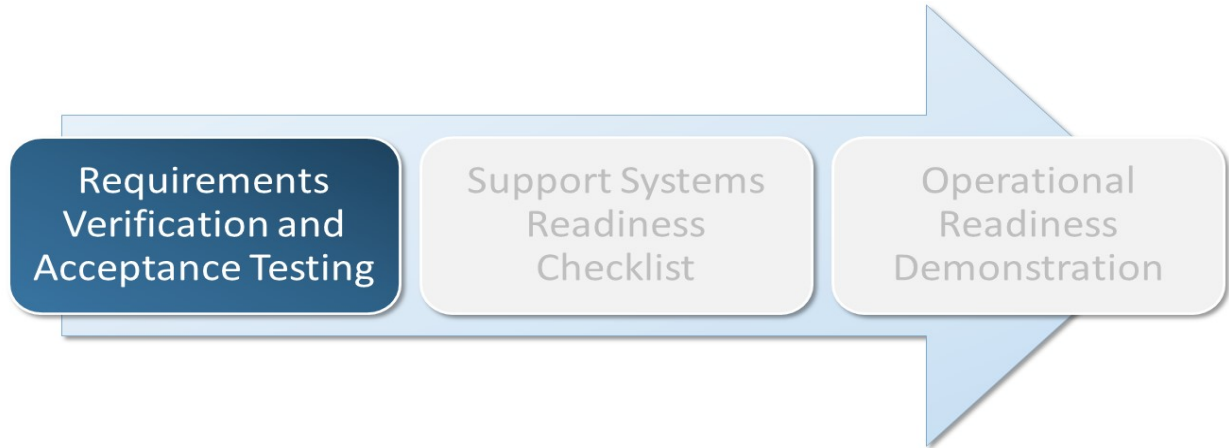 Requirements
Verification and
Acceptance Testing
Support Systems
Readiness
Checklist
Operational
Readiness
Demonstration